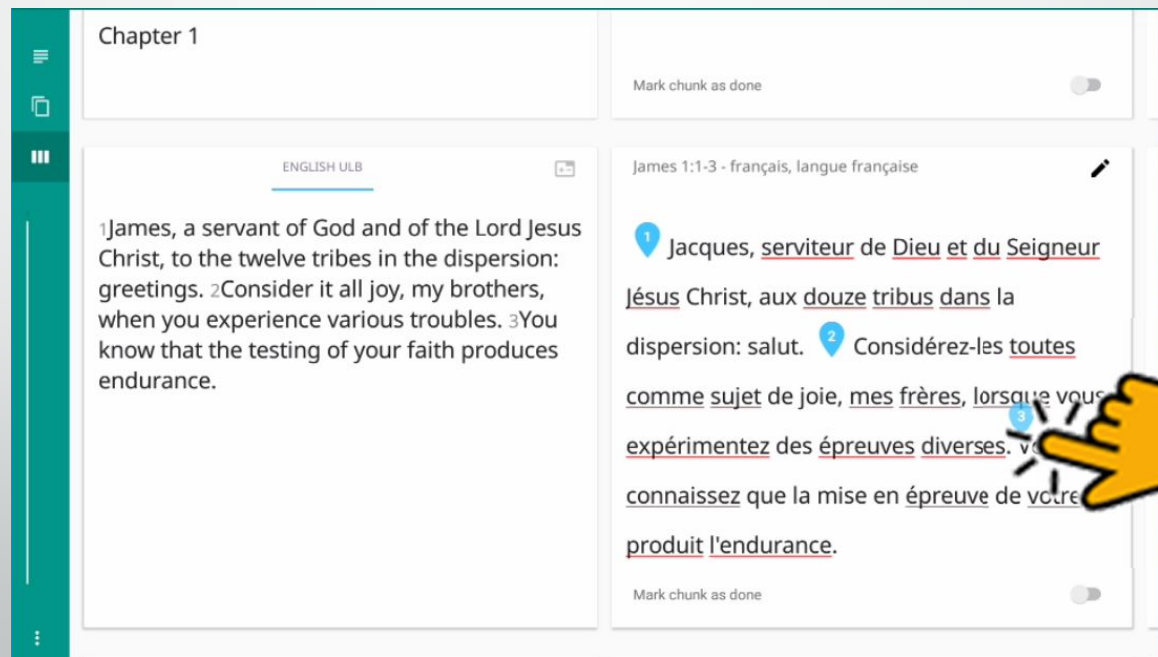 Chapter 1
Mark chunk as done
ENGLISH ULB
1James, a servant of God and of the Lord Jesus
Christ, to the twelve tribes in the dispersion:
greetings. 2Consider it all joy, my brothers,
when you experience various troubles. 3You
know that the testing of your faith produces
endurance.
James 1:1-3 - français, langue française
1 Jacques, serviteur de Dieu et du Seigneur
Jésus Christ, aux douze tribus dans la
dispersion: salut. 2 Considérez-les toutes
comme sujet de joie, mes frères, lorsque vous
3
expérimentez des épreuves diverses.
connaissez que la mise en épreuve de votre
produit l'endurance.
Mark chunk as done